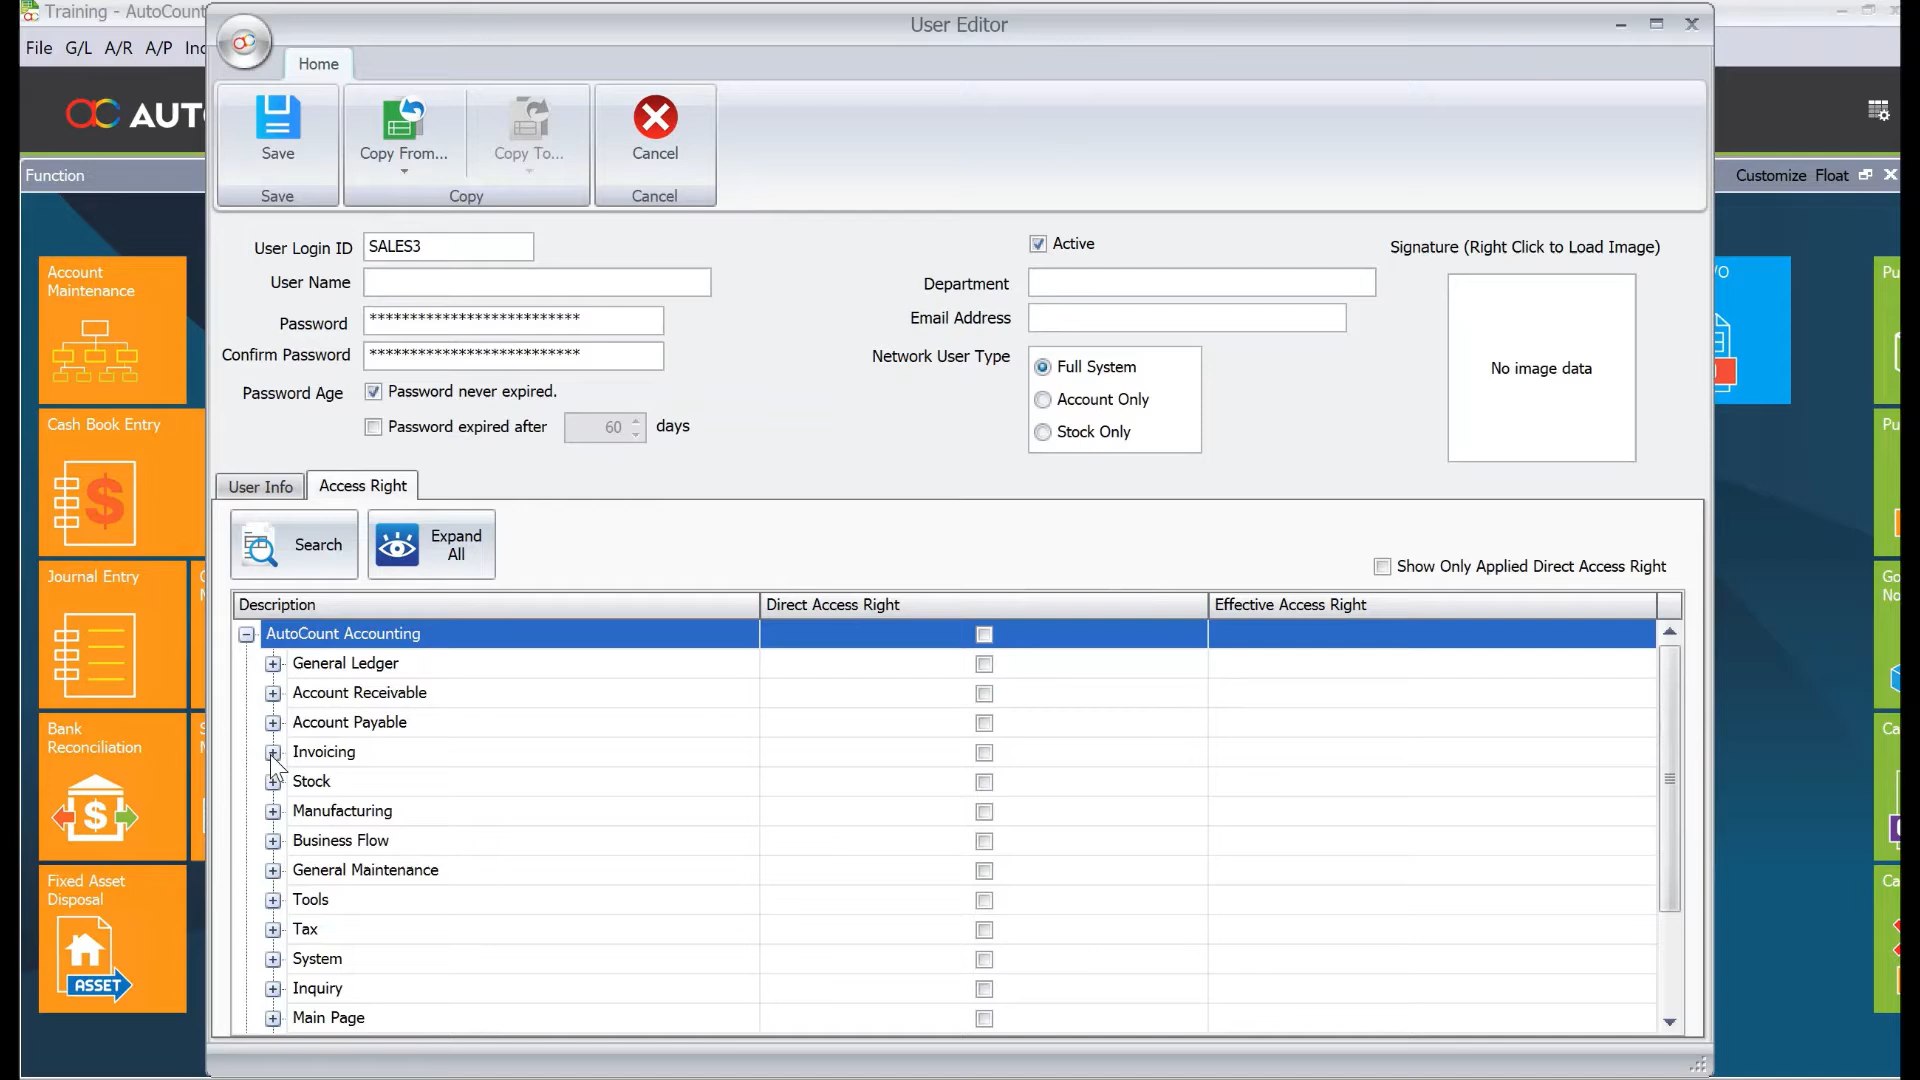 Training - AutoCount
User Editor
File G/L A/R A/P
Home
AUTO
Save
Copy From...
Copy To...
Cancel
Save
Copy
Cancel
Function
Customize Float
User Login ID
SALES3
Active
Signature (Right Click to Load Image)
User Name
Department
Password
*************************
Email Address
Confirm Password
*************************
Network User Type
Full System
Account Only
Stock Only
No image data
Password Age
Password never expired.
Password expired after
60
days
User Info
Access Right
Search
Expand
All
Show Only Applied Direct Access Right
Description
Direct Access Right
Effective Access Right
AutoCount Accounting
General Ledger
Account Receivable
Account Payable
Invoicing
Stock
Manufacturing
Business Flow
General Maintenance
Tools
Tax
System
Inquiry
Main Page
Account
Maintenance
Cash Book Entry
Journal Entry
Bank
Reconciliation
Fixed Asset
Disposal
ASSET